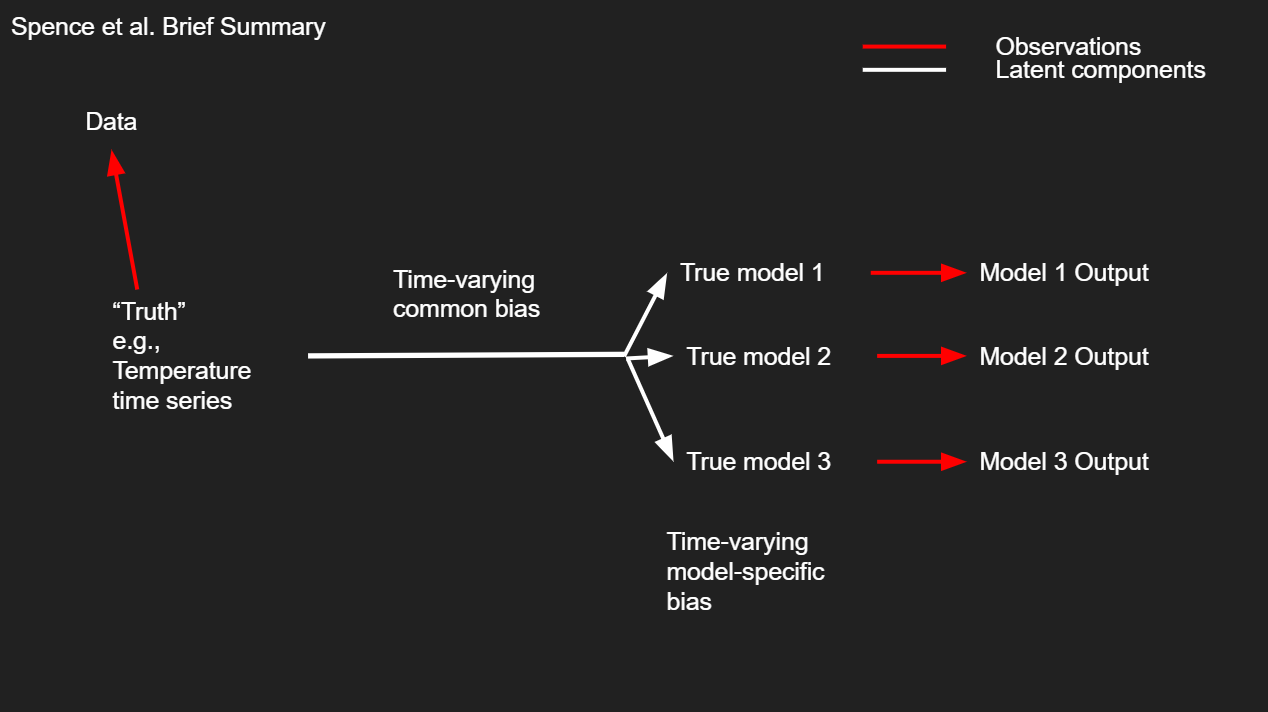 Spence et al. Brief Summary
Observations
Latent components
Data
Time-varying
common bias
“Truth”
e.g.,
Temperature
time series
True model 1
Model 1 Output
True model 2
Model 2 Output
True model 3
Model 3 Output
Time-varying
model-specific
bias